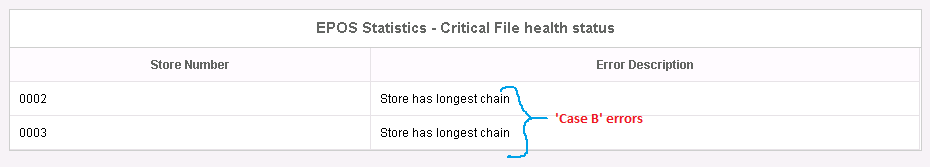 EPOS Statistics - Critical File health status
Store Number Error Description
0002 Store has longest chain
'Case B' errors
0003 Store has longest chain